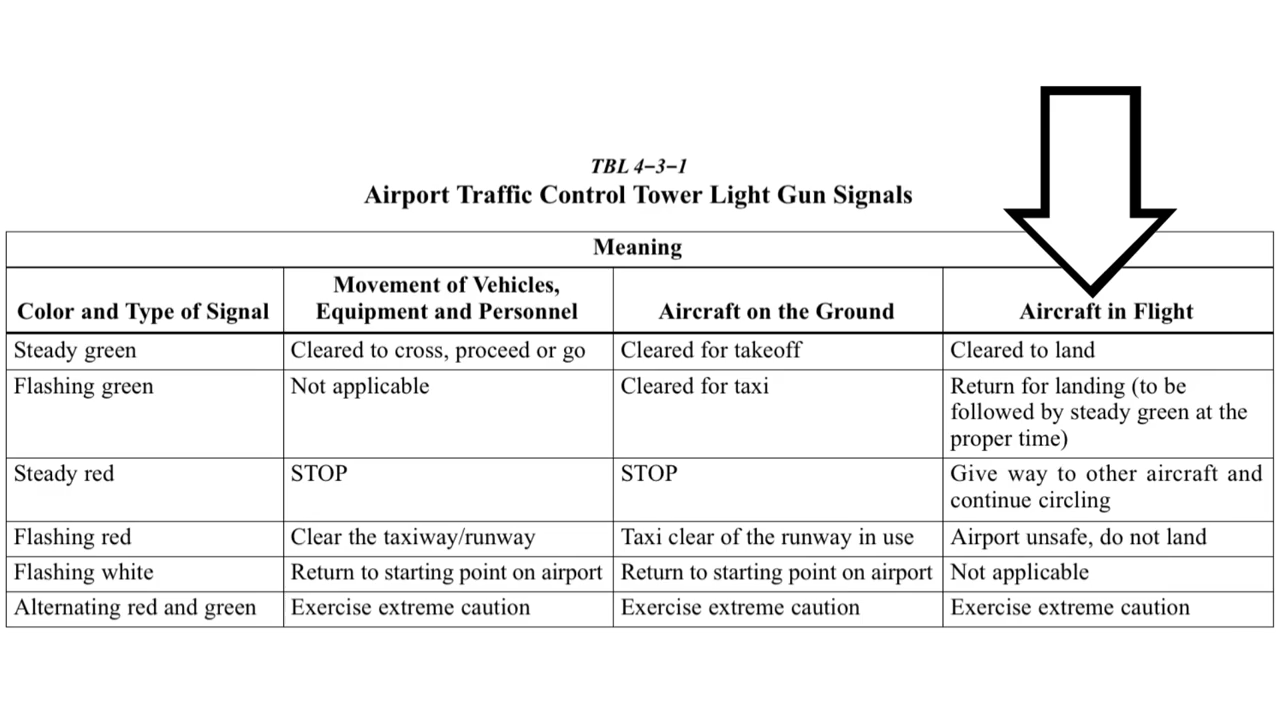 TBL 4–3–1
Airport Traffic Control Tower Light Gun Signals
Meaning
Color and Type of Signal
Movement of Vehicles,
Equipment and Personnel
Aircraft on the Ground
Aircraft in Flight
Steady green
Cleared to cross, proceed or go
Cleared for takeoff
Cleared to land
Flashing green
Not applicable
Cleared for taxi
Return for landing (to be
followed by steady green at the
proper time)
Steady red
STOP
STOP
Give way to other aircraft and
continue circling
Flashing red
Clear the taxiway/runway
Taxi clear of the runway in use
Airport unsafe, do not land
Flashing white
Return to starting point on airport
Return to starting point on airport
Not applicable
Alternating red and green
Exercise extreme caution
Exercise extreme caution
Exercise extreme caution